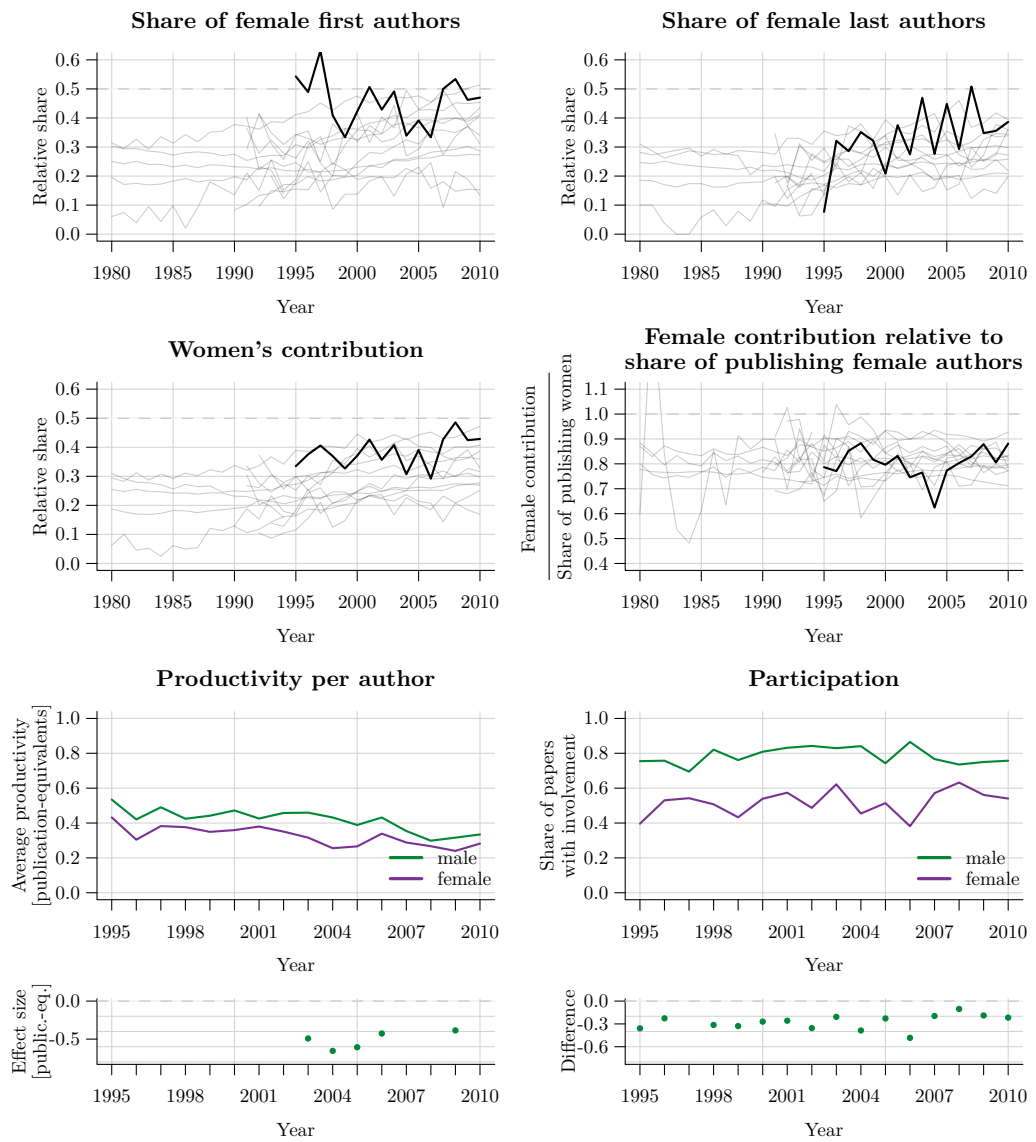 Share of female first authors
Relative share
0.6
0.5
0.4
0.3
0.2
0.1
0.0
1980 1985 1990 1995 2000 2005 2010
Year
Share of female last authors
Relative share
0.6
0.5
0.4
0.3
0.2
0.1
0.0
1980 1985 1990 1995 2000 2005 2010
Year
Women's contribution
Relative share
0.6
0.5
0.4
0.3
0.2
0.1
0.0
1980 1985 1990 1995 2000 2005 2010
Year
Female contribution relative to
share of publishing female authors
Female contribution
Share of publishing women
1.1
1.0
0.9
0.8
0.7
0.6
0.5
0.4
1980 1985 1990 1995 2000 2005 2010
Year
Productivity per author
Average productivity
[publication-equivalents]
1.0
0.8
0.6
0.4
0.2
0.0
male
female
1995 1998 2001 2004 2007 2010
Year
Participation
Share of papers
with involvement
1.0
0.8
0.6
0.4
0.2
0.0
male
female
1995 1998 2001 2004 2007 2010
Year
Effect size
[public.-eq.]
0.0
-0.5
1995 1998 2001 2004 2007 2010
Year
Difference
0.0
-0.3
-0.6
1995 1998 2001 2004 2007 2010
Year